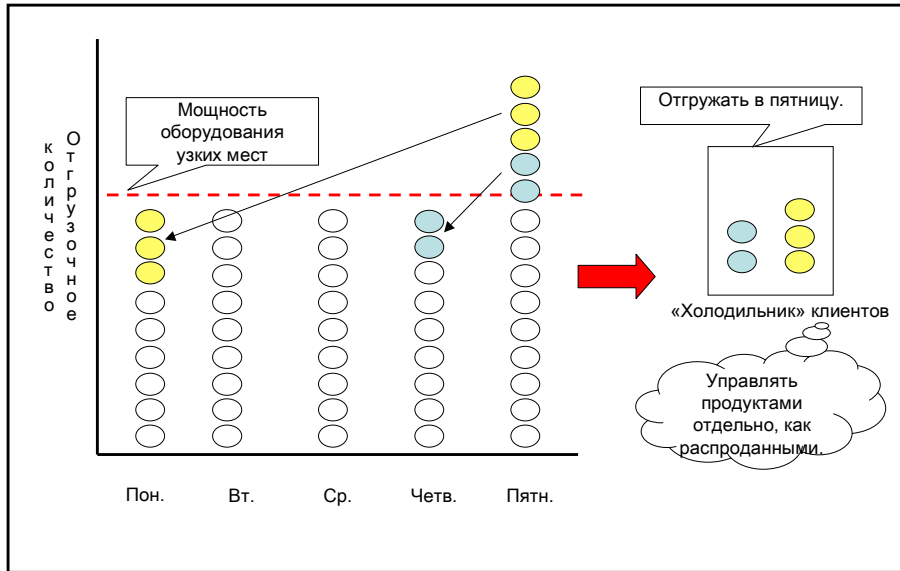 Отгрузочное
количество
Мощность
оборудования
узких мест
Пон.
Вт.
Ср.
Четв.
Пятн.
Отгружать в пятницу.
«Холодильник» клиентов
Управлять
продуктами
отдельно, как
распроданными.